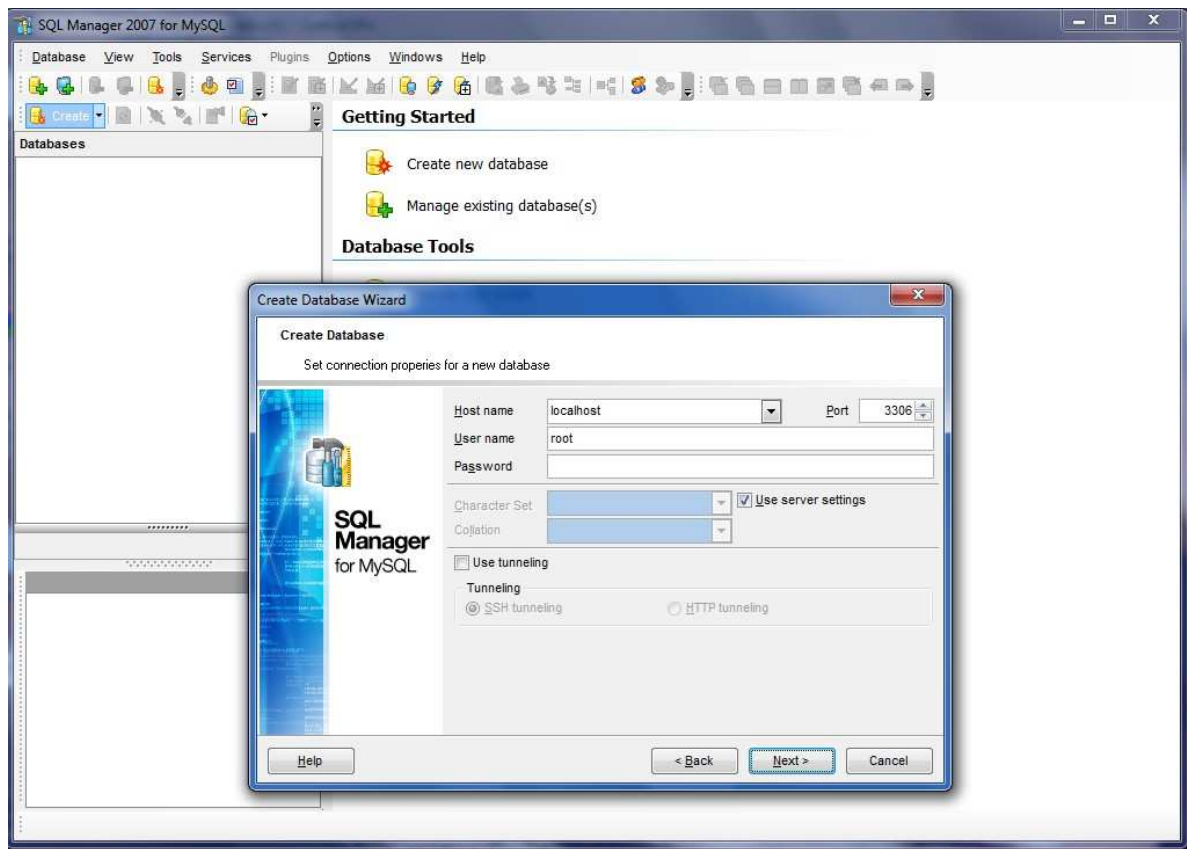 SQL Manager 2007 for MySQL
Database View Tools Services Plugins Options Windows Help
Create
Databases
Getting Started
Create new database
Manage existing database(s)
Database Tools
Create Database Wizard
Create Database
Set connection properies for a new database
Host name localhost Port 3306
User name root
Password
Character Set Use server settings
Collation
SQL
Manager
for MySQL
Use tunneling
Tunneling
SSH tunneling HTTP tunneling
Help < Back Next > Cancel